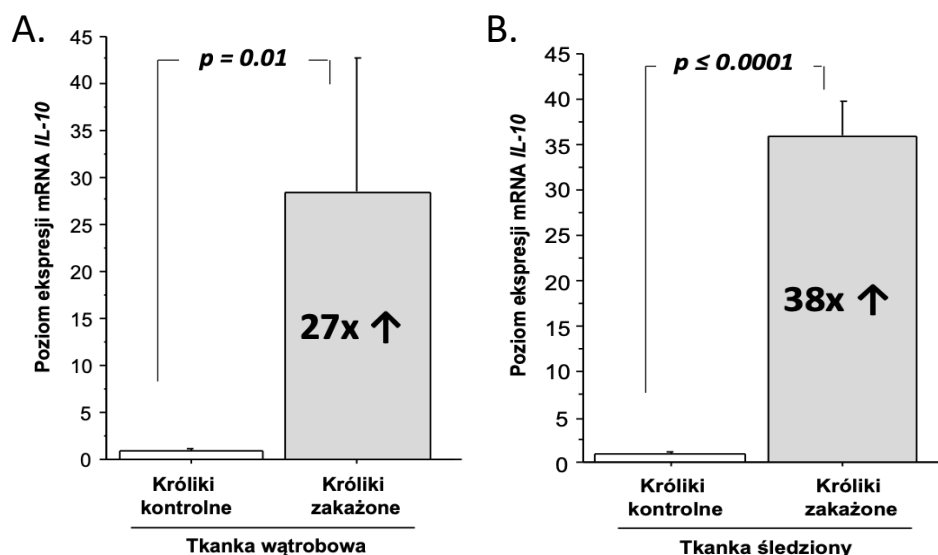 A.
Poziom ekspresji mRNA IL-10
45
40
35
30
25
20
15
10
5
0
p = 0.01
27x ↑
Króliki
kontrolne
Króliki
zakażone
Tkanka wątrobowa
B.
Poziom ekspresji mRNA IL-10
45
40
35
30
25
20
15
10
5
0
p ≤ 0.0001
38x ↑
Króliki
kontrolne
Króliki
zakażone
Tkanka śledziony